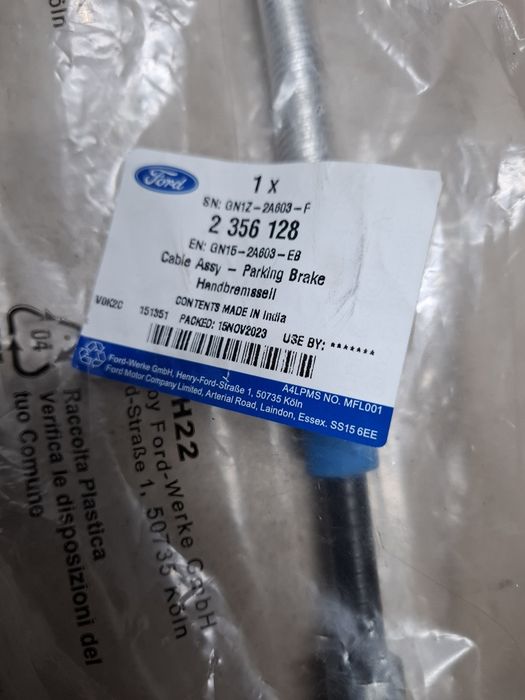 Köln
Ford
1 x
SN: GN1Z-2A603-F
2 356 128
EN: GN15-2A603-EB
Cable Assy - Parking Brake
Handbremsseil
CONTENTS MADE IN India
V0K2C 151351 PACKED: 15NOV2023 USE BY: *******
A4LPMS NO. MFL001
Ford-Werke GmbH, Henry-Ford-Straße 1, 50735 Köln
Ford Motor Company Limited, Arterial Road, Laindon, Essex. SS15 6EE
04
Raccolta Plastica
Verifica le disposizioni del
tuo Comune
H22
by Ford-Werke GmbH
d-Straße 1, 50735 Köln